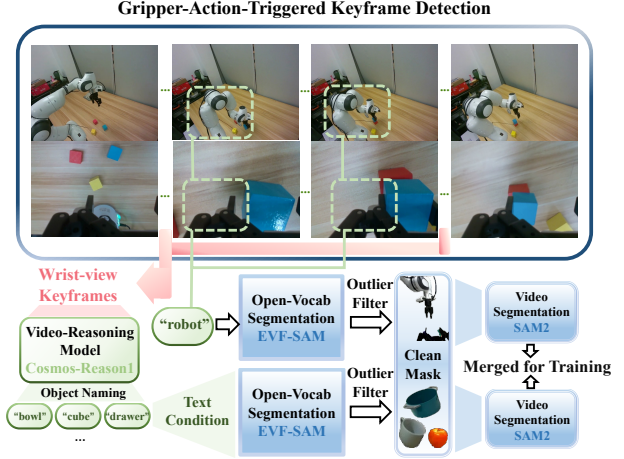 Gripper-Action-Triggered Keyframe Detection
...
...
...
...
...
...
Wrist-view
Keyframes
Video-Reasoning
Model
Cosmos-Reason1
Object Naming
"bowl"
"cube"
"drawer"
...
"robot"
Text
Condition
Open-Vocab
Segmentation
EVF-SAM
Open-Vocab
Segmentation
EVF-SAM
Outlier
Filter
Outlier
Filter
Clean
Mask
Video
Segmentation
SAM2
Merged for Training
Video
Segmentation
SAM2